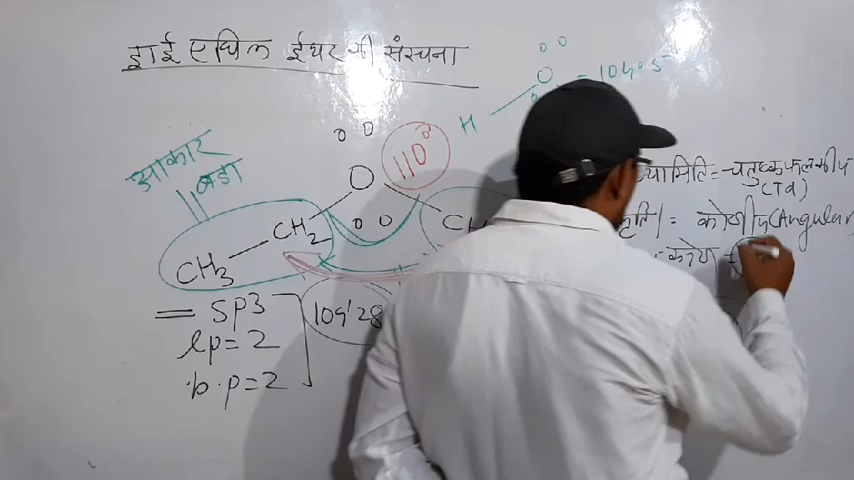 डाई एथिल ईथर की संरचना
H O = 104.5
आकार
बडा
O 110°
CH3 CH2 CH
= SP3
lp = 2
b.p = 2
109'28
ज्यामिति = चतुष्कफलकीय
(Td)
= कोणीय (Angular
कोण